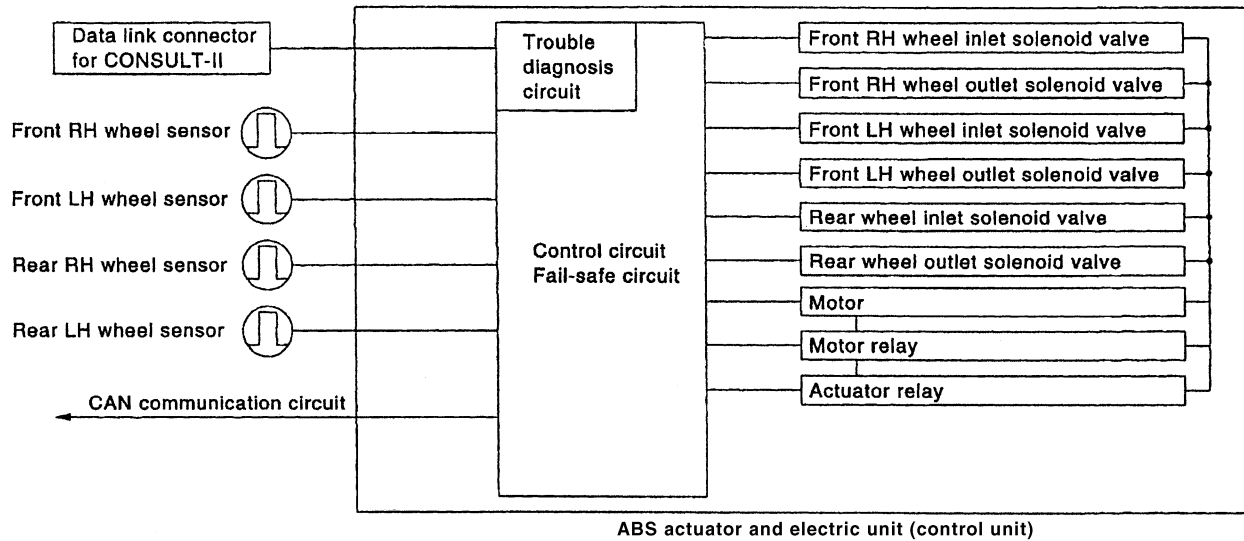 Data link connector
for CONSULT-II
Trouble
diagnosis
circuit
Front RH wheel sensor
Front LH wheel sensor
Rear RH wheel sensor
Rear LH wheel sensor
CAN communication circuit
Control circuit
Fail-safe circuit
Front RH wheel inlet solenoid valve
Front RH wheel outlet solenoid valve
Front LH wheel inlet solenoid valve
Front LH wheel outlet solenoid valve
Rear wheel inlet solenoid valve
Rear wheel outlet solenoid valve
Motor
Motor relay
Actuator relay
ABS actuator and electric unit (control unit)